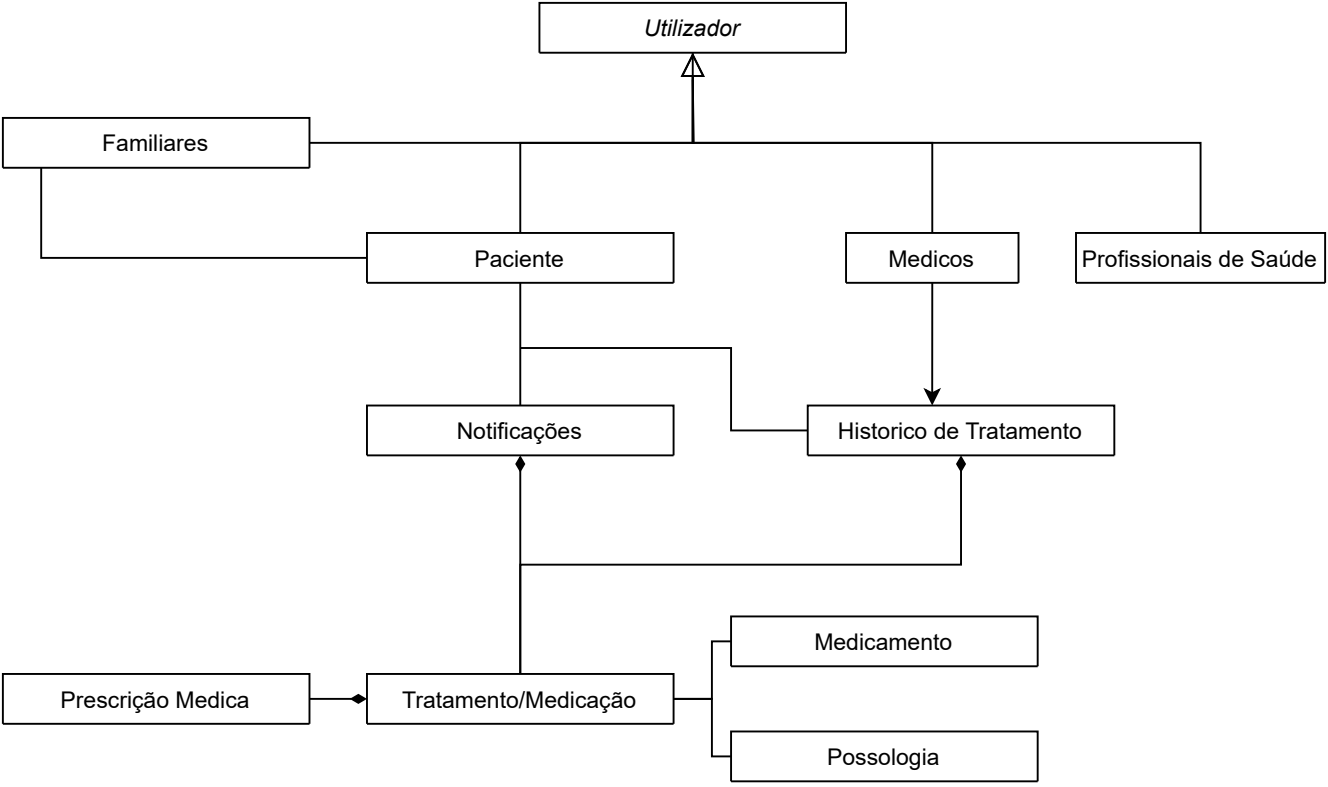 Utilizador
Familiares
Paciente
Medicos
Profissionais de Saúde
Notificações
Historico de Tratamento
Medicamento
Prescrição Medica
Tratamento/Medicação
Possologia